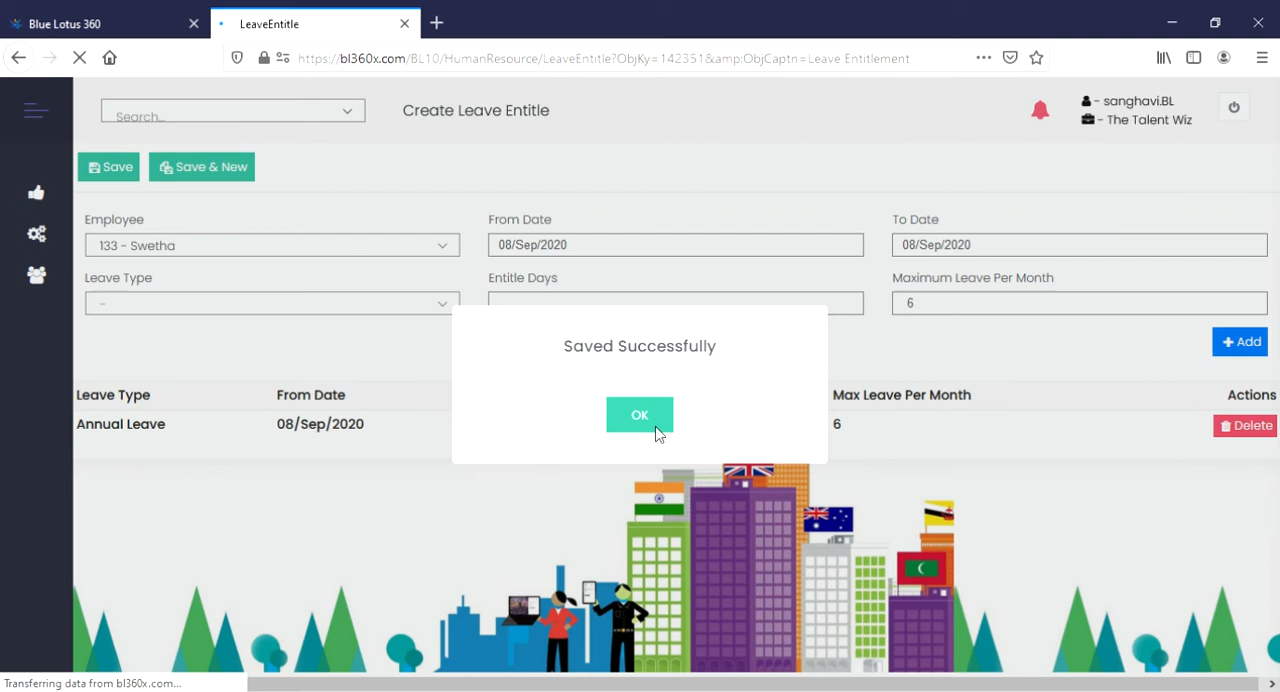 Blue Lotus 360
LeaveEntitle
https://bl360x.com/BL10/HumanResource/LeaveEntitle?ObjKy=142351&amp:ObjCaptn=Leave Entitlement
Search...
Create Leave Entitle
- sanghavi.BL
- The Talent Wiz
Save
Save & New
Employee
From Date
To Date
133 - Swetha
08/Sep/2020
08/Sep/2020
Leave Type
Entitle Days
Maximum Leave Per Month
-
6
Saved Successfully
OK
+ Add
Leave Type
From Date
Max Leave Per Month
Actions
Annual Leave
08/Sep/2020
6
Delete
Transferring data from bl360x.com...